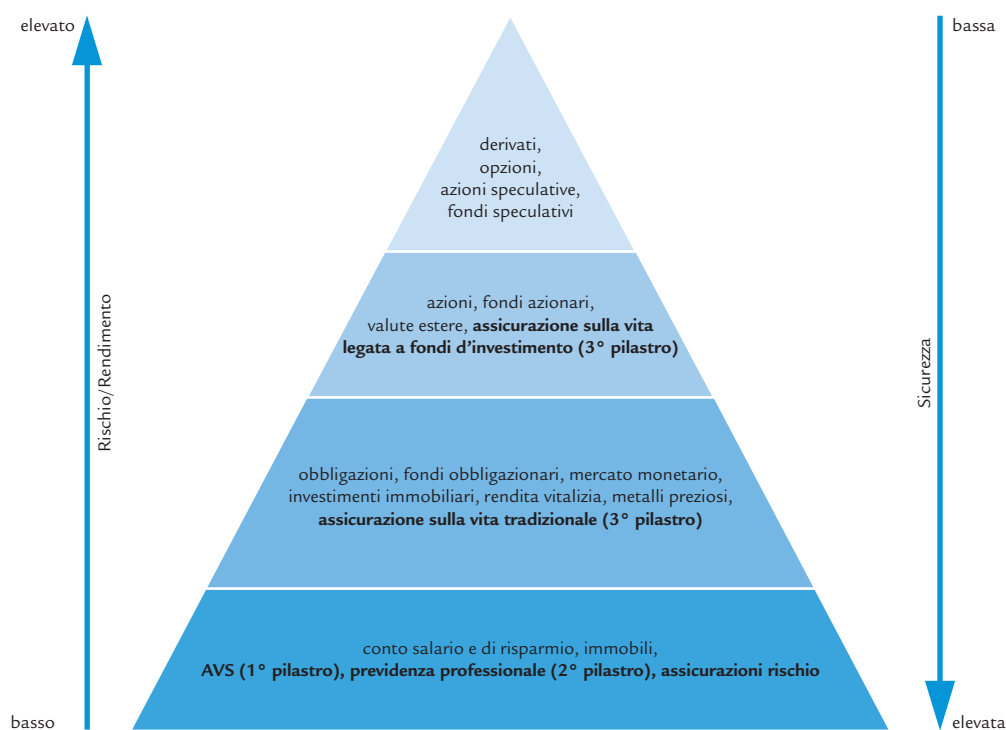 elevato
bassa
derivati,
opzioni,
azioni speculative,
fondi speculativi
azioni, fondi azionari,
valute estere, assicurazione sulla vita
legata a fondi d’investimento (3° pilastro)
Rischio/Rendimento
Sicurezza
obbligazioni, fondi obbligazionari, mercato monetario,
investimenti immobiliari, rendita vitalizia, metalli preziosi,
assicurazione sulla vita tradizionale (3° pilastro)
conto salario e di risparmio, immobili,
AVS (1° pilastro), previdenza professionale (2° pilastro), assicurazioni rischio
basso
elevata